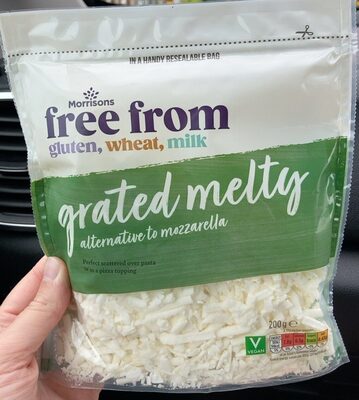 IN A HANDY RESEALABLE BAG
Morrisons
free from
gluten, wheat, milk
grated melty
alternative to mozzarella
Perfect scattered over pasta
or as a pizza topping
200g e
V
VEGAN